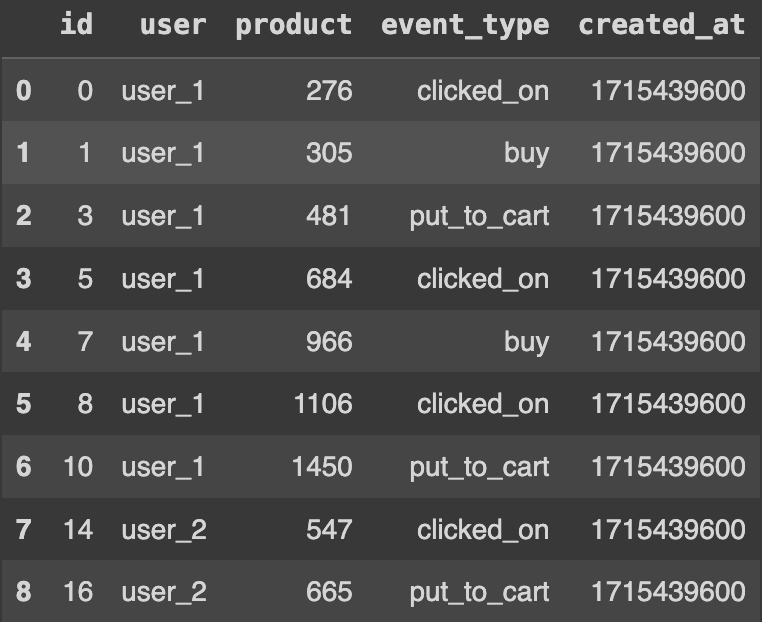 id user product event_type created_at
0 0 user_1 276 clicked_on 1715439600
1 1 user_1 305 buy 1715439600
2 3 user_1 481 put_to_cart 1715439600
3 5 user_1 684 clicked_on 1715439600
4 7 user_1 966 buy 1715439600
5 8 user_1 1106 clicked_on 1715439600
6 10 user_1 1450 put_to_cart 1715439600
7 14 user_2 547 clicked_on 1715439600
8 16 user_2 665 put_to_cart 1715439600